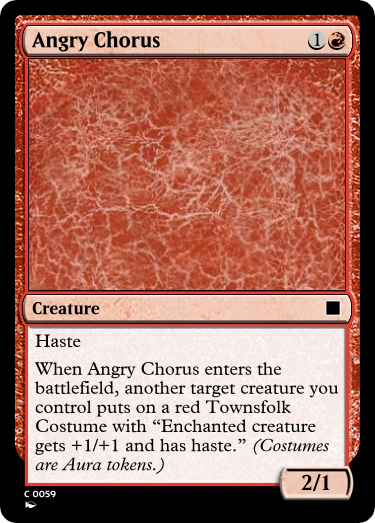 Angry Chorus 1
Creature
Haste
When Angry Chorus enters the
battlefield, another target creature you
control puts on a red Townsfolk
Costume with “Enchanted creature
gets +1/+1 and has haste.” (Costumes
are Aura tokens.)
2/1
C 0059